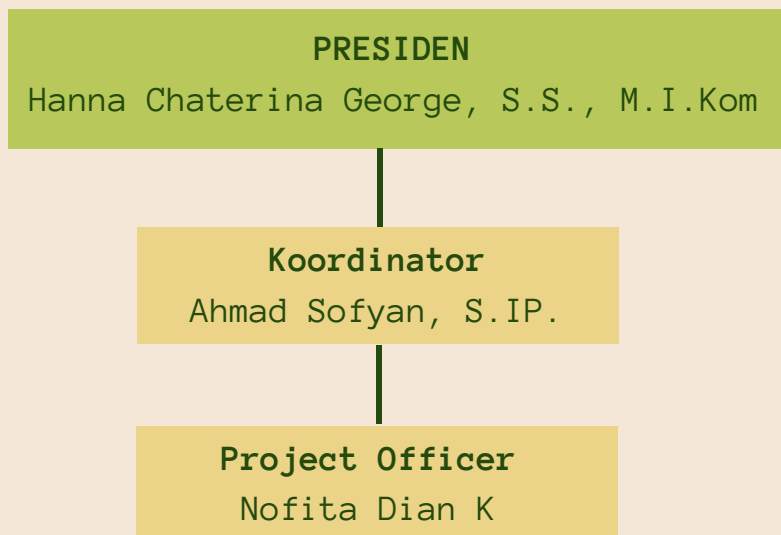 PRESIDEN
Hanna Chaterina George, S.S., M.I.Kom
Koordinator
Ahmad Sofyan, S.IP.
Project Officer
Nofita Dian K